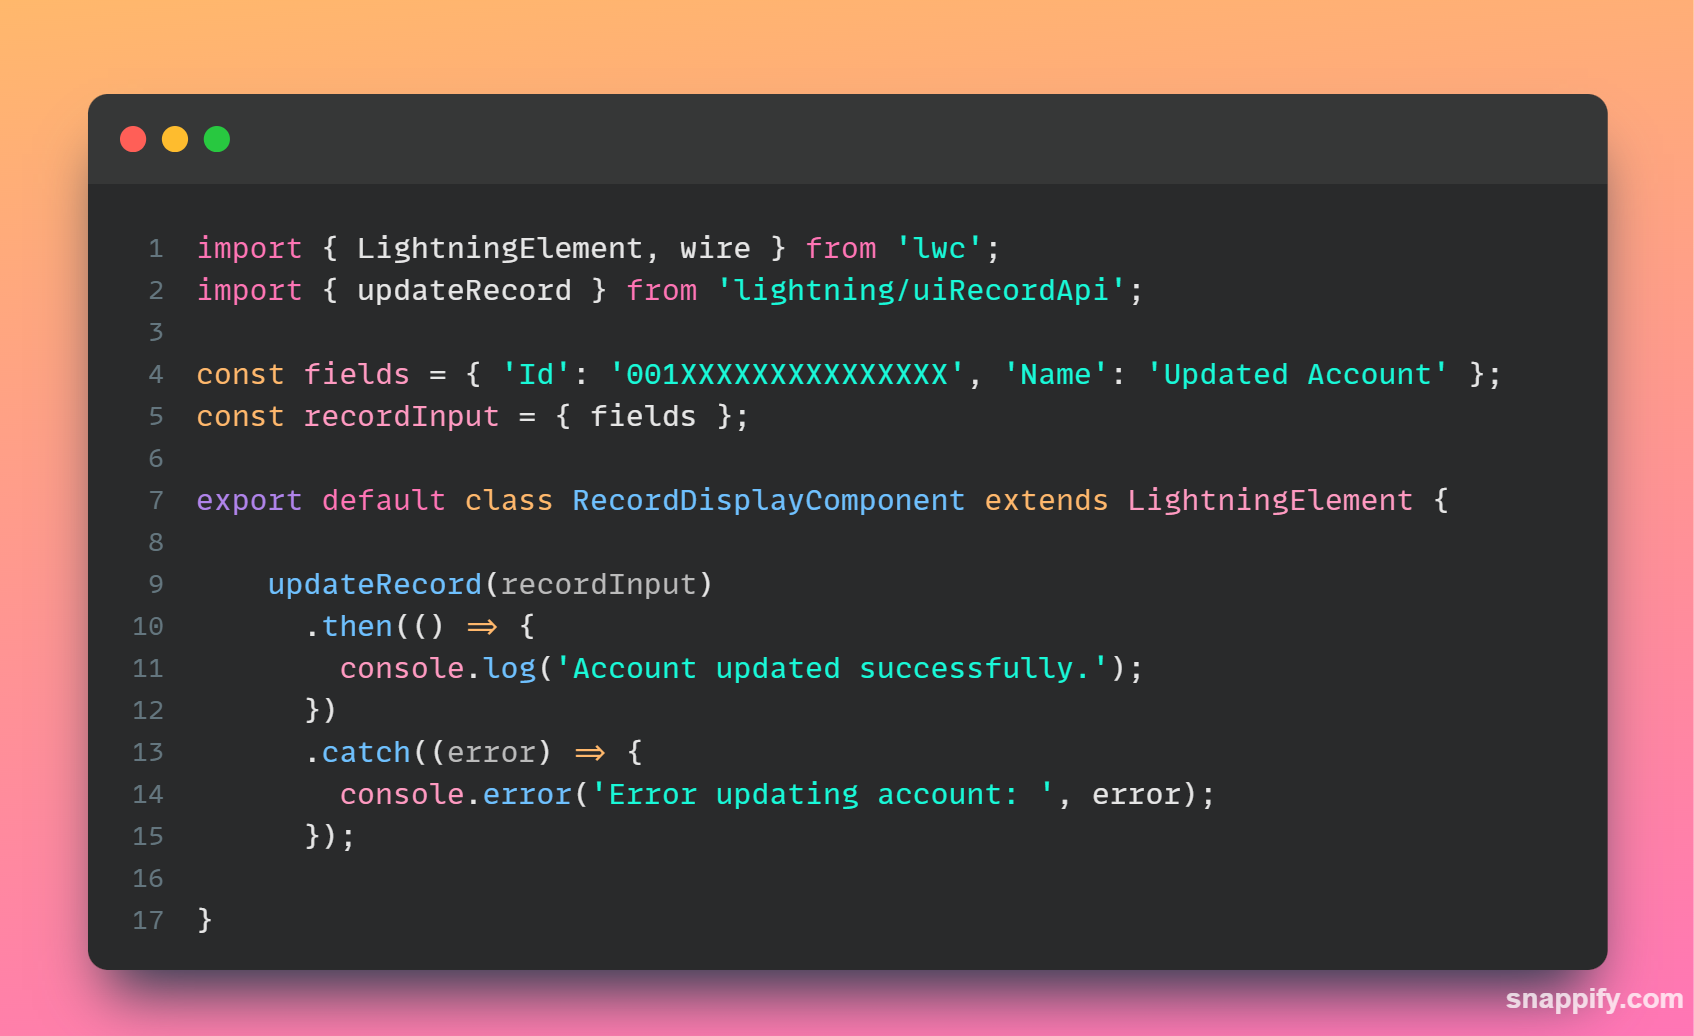 1 import { LightningElement, wire } from 'lwc';
2 import { updateRecord } from 'lightning/uiRecordApi';
3
4 const fields = { 'Id': '001XXXXXXXXXXXXXXX', 'Name': 'Updated Account' };
5 const recordInput = { fields };
6
7 export default class RecordDisplayComponent extends LightningElement {
8
9     updateRecord(recordInput)
10       .then(() => {
11         console.log('Account updated successfully.');
12       })
13       .catch((error) => {
14         console.error('Error updating account: ', error);
15       });
16
17 }
snappify.com